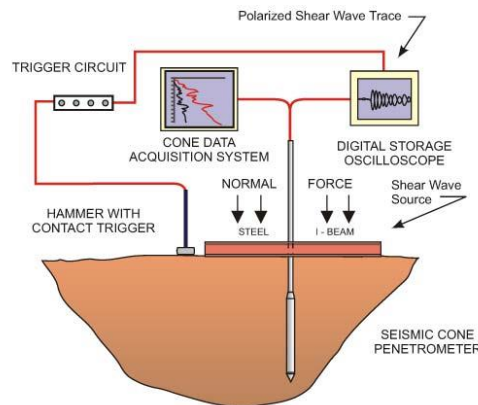 Polarized Shear Wave Trace
TRIGGER CIRCUIT
CONE DATA
ACQUISITION SYSTEM
DIGITAL STORAGE
OSCILLOSCOPE
NORMAL FORCE
Shear Wave
Source
HAMMER WITH
CONTACT TRIGGER
STEEL I - BEAM
SEISMIC CONE
PENETROMETER